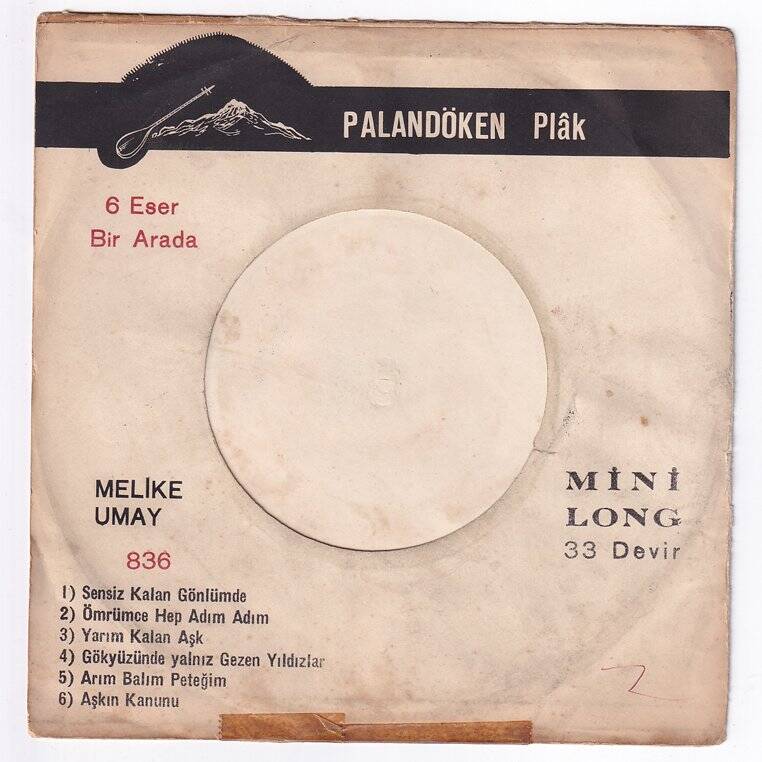 PALANDÖKEN Plâk
6 Eser
Bir Arada
MELİKE
UMAY
836
MİNİ
LONG
33 Devir
1) Sensiz Kalan Gönlümde
2) Ömrümce Hep Adım Adım
3) Yarım Kalan Aşk
4) Gökyüzünde yalnız Gezen Yıldızlar
5) Arım Balım Peteğim
6) Aşkın Kanunu